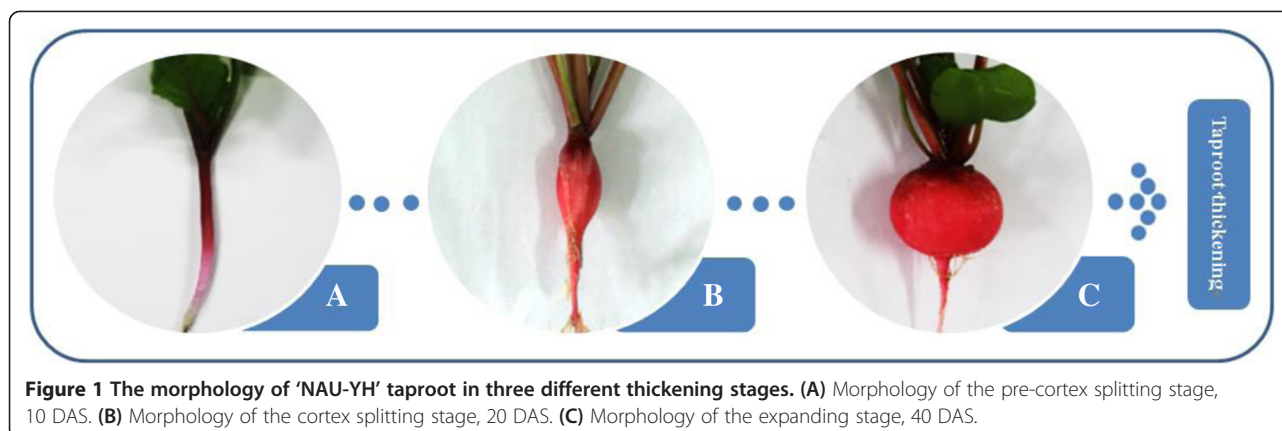 A
B
C
Taproot thickening
Figure 1 The morphology of ‘NAU-YH’ taproot in three different thickening stages. (A) Morphology of the pre-cortex splitting stage,
10 DAS. (B) Morphology of the cortex splitting stage, 20 DAS. (C) Morphology of the expanding stage, 40 DAS.